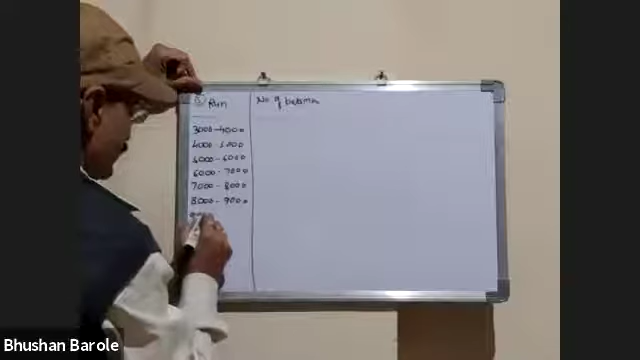 Run No. of batsman
3000 - 4000
4000 - 5000
5000 - 6000
6000 - 7000
7000 - 8000
8000 - 9000
Bhushan Barole